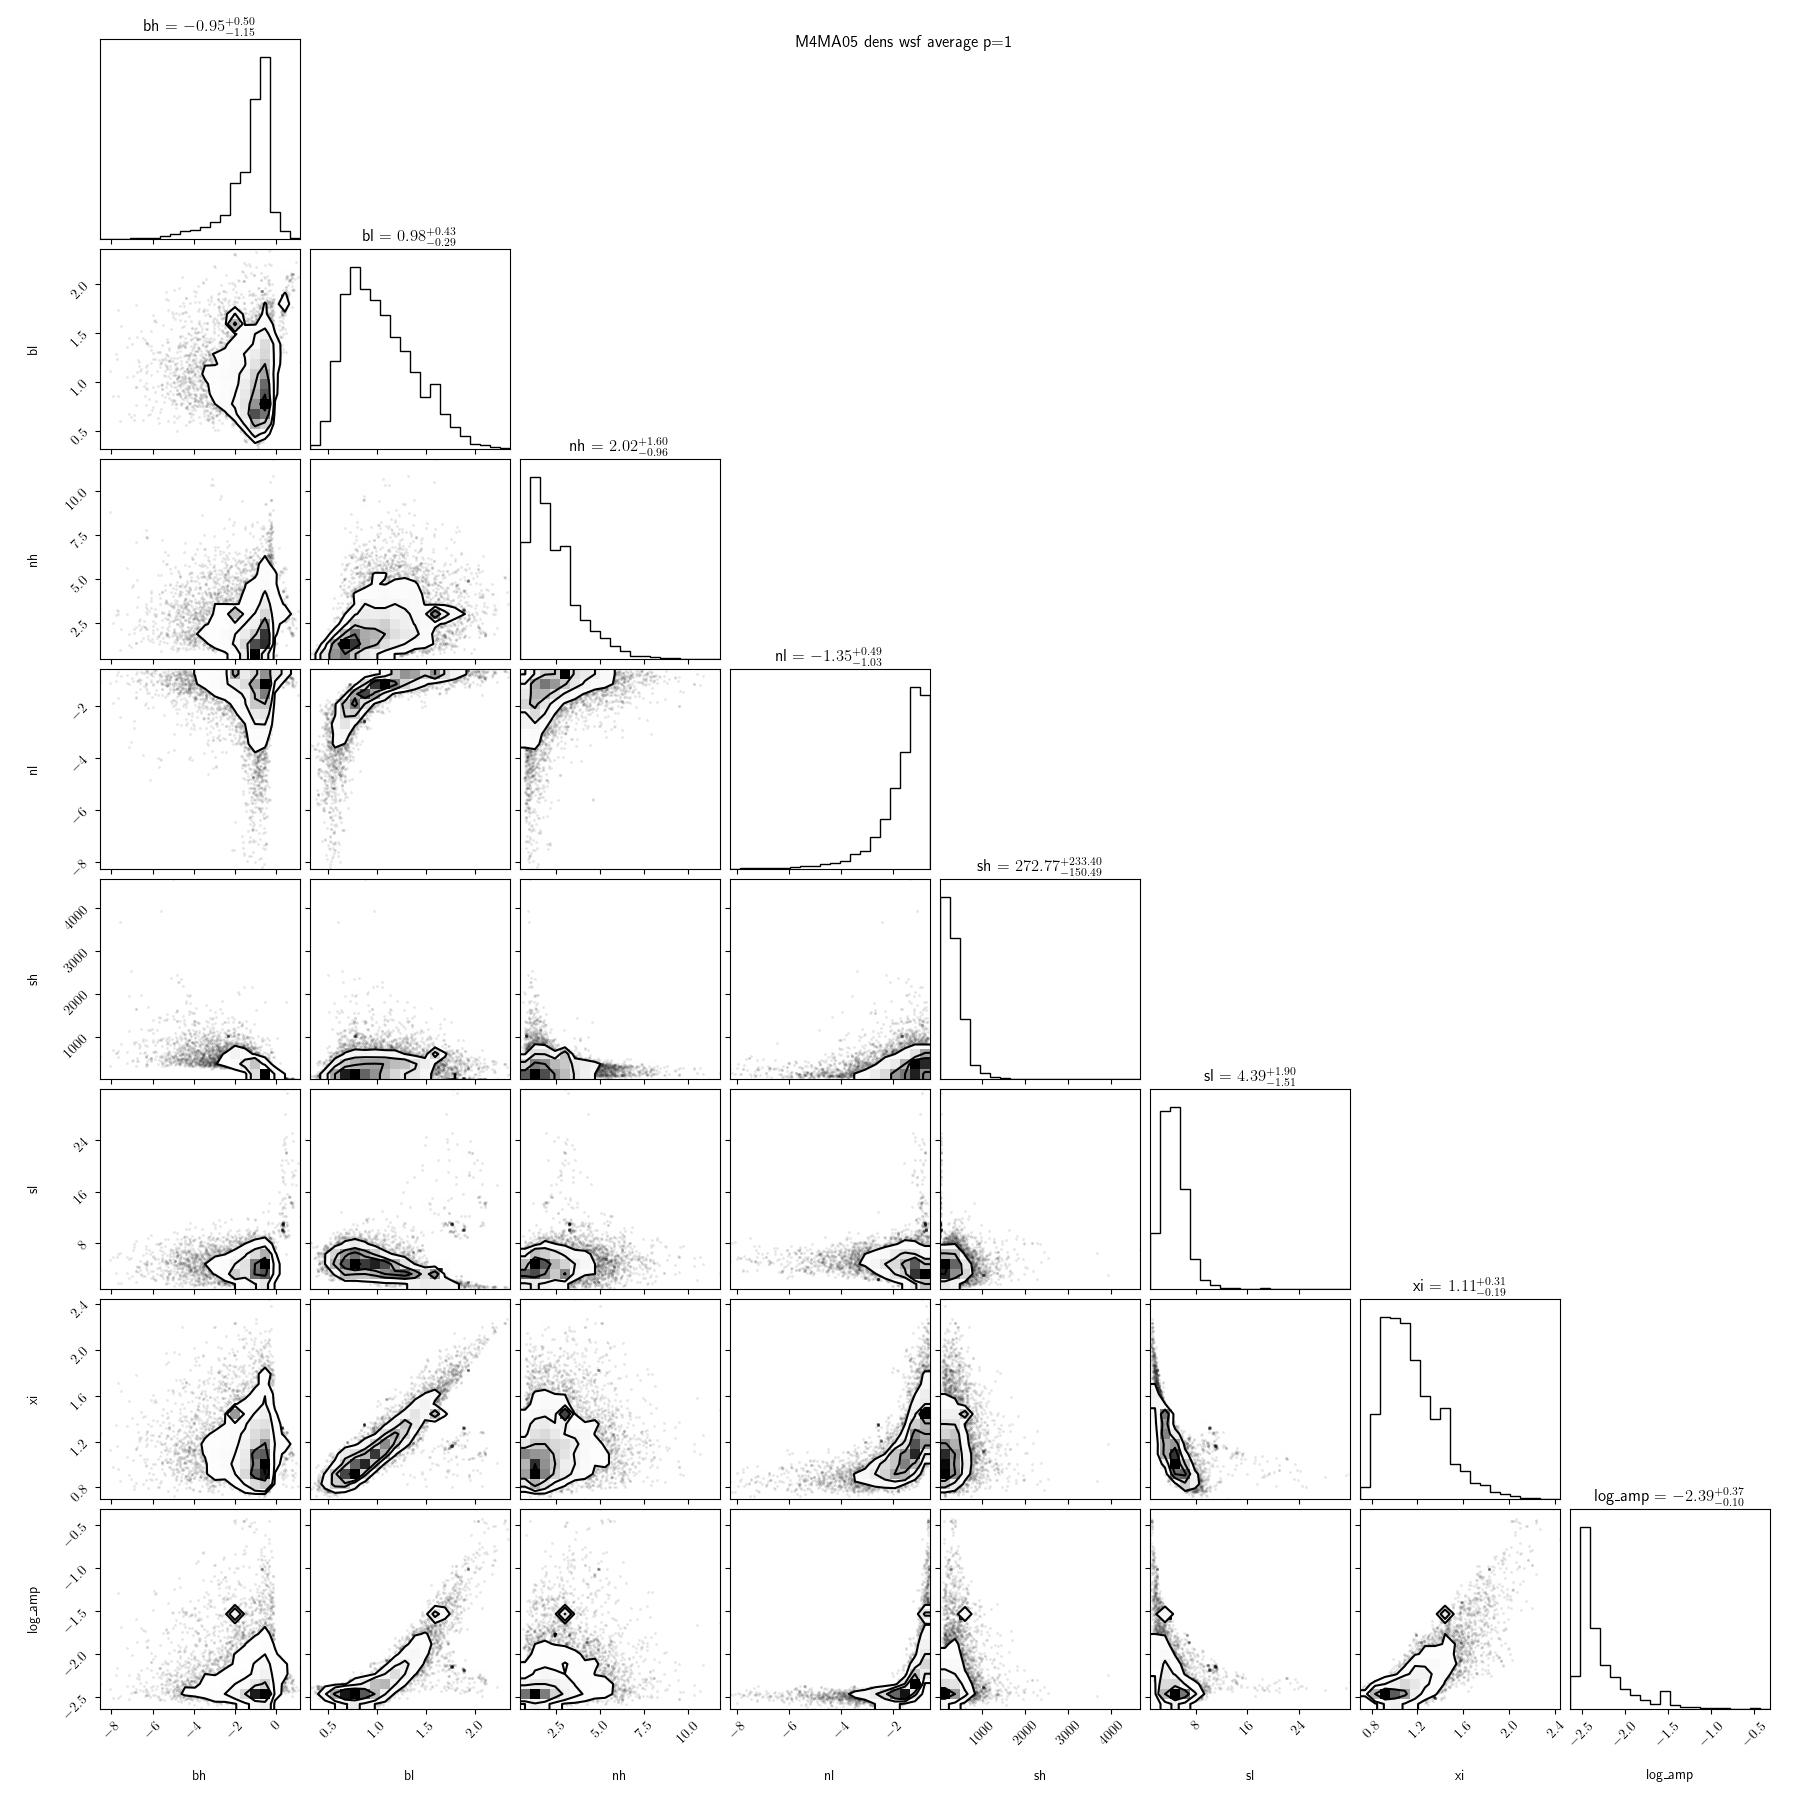 bh = −0.95 +0.50 −1.15
M4MA05 dens wsf average p=1
bl = 0.98 +0.43 −0.29
bl
2.0
1.5
1.0
0.5
nh = 2.02 +1.60 −0.96
nh
10.0
7.5
5.0
2.5
nl = −1.35 +0.49 −1.03
nl
−2
−4
−6
−8
sh = 272.77 +233.40 −150.49
sh
4000
3000
2000
1000
sl = 4.39 +1.90 −1.51
sl
24
16
8
xi = 1.11 +0.31 −0.19
xi
2.4
2.0
1.6
1.2
0.8
log_amp = −2.39 +0.37 −0.10
log_amp
−0.5
−1.0
−1.5
−2.0
−2.5
−8 −6 −4 −2 0
0.5 1.0 1.5 2.0
2.5 5.0 7.5 10.0
−8 −6 −4 −2
1000 2000 3000 4000
8 16 24
0.8 1.2 1.6 2.0 2.4
−2.5 −2.0 −1.5 −1.0 −0.5
bh bl nh nl sh sl xi log_amp